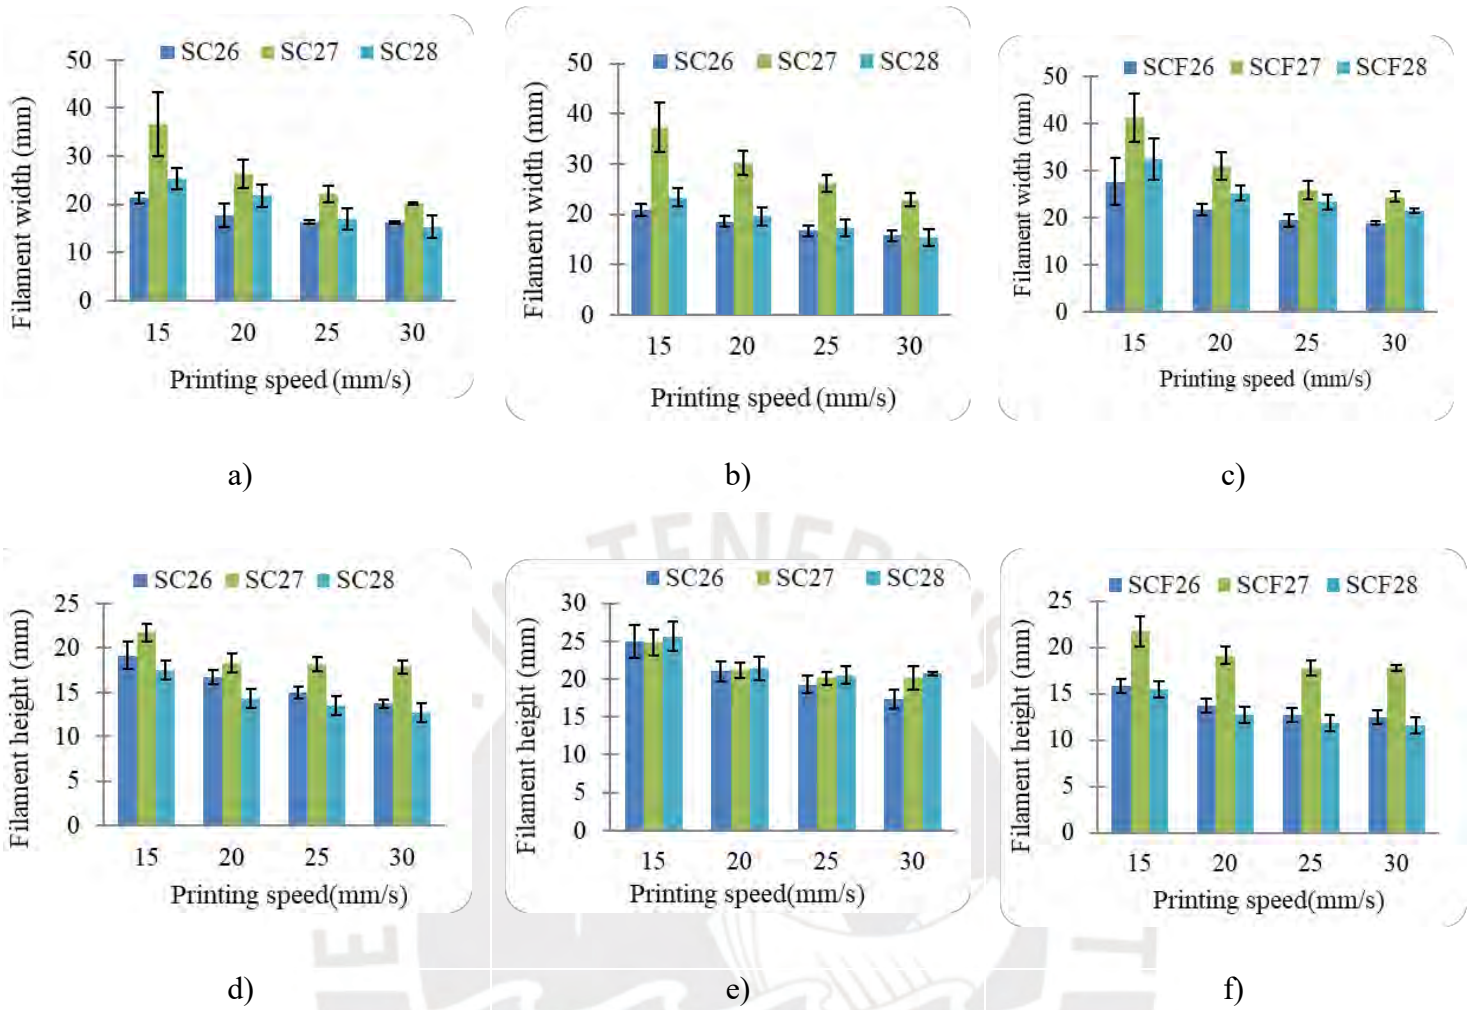 SC26 SC27 SC28
50
40
30
20
10
0
Filament width (mm)
15 20 25 30
Printing speed (mm/s)
a)
SC26 SC27 SC28
50
40
30
20
10
0
Filament width (mm)
15 20 25 30
Printing speed (mm/s)
b)
SCF26 SCF27 SCF28
50
40
30
20
10
0
Filament width (mm)
15 20 25 30
Printing speed (mm/s)
c)
SC26 SC27 SC28
25
20
15
10
5
0
Filament height (mm)
15 20 25 30
Printing speed(mm/s)
d)
SC26 SC27 SC28
30
25
20
15
10
5
0
Filament height (mm)
15 20 25 30
Printing speed(mm/s)
e)
SCF26 SCF27 SCF28
25
20
15
10
5
0
Filament height (mm)
15 20 25 30
Printing speed(mm/s)
f)